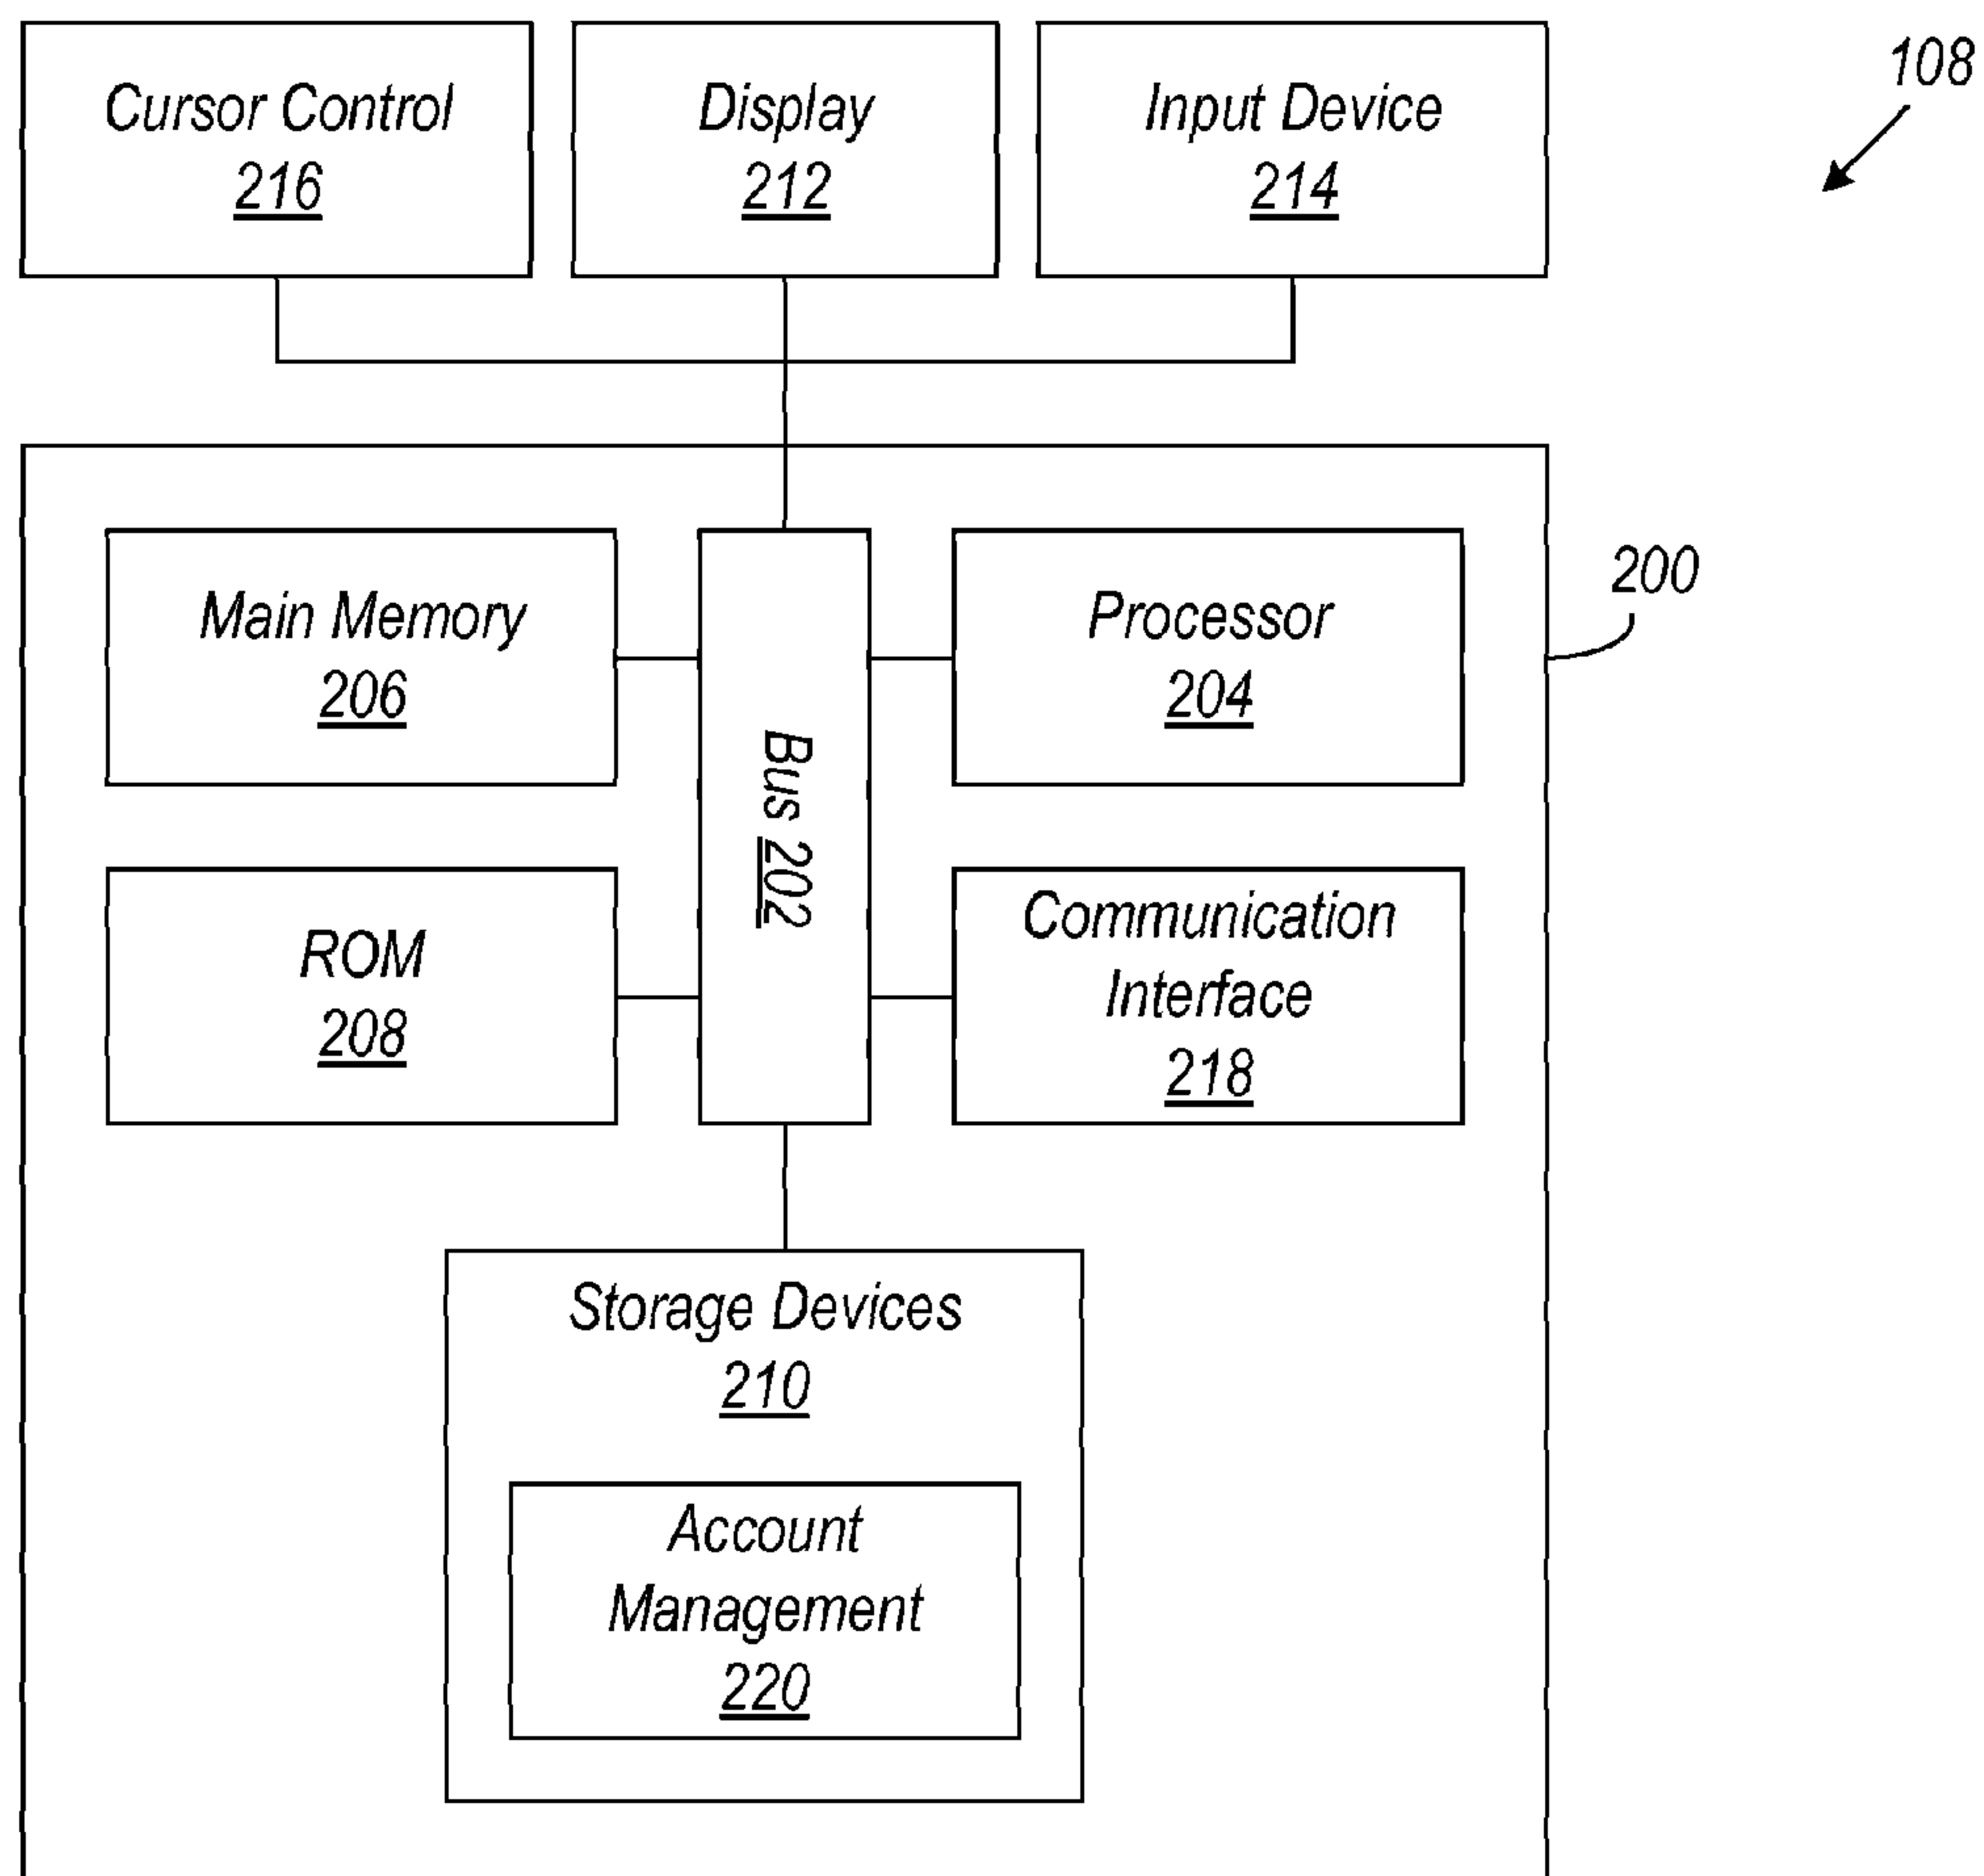 Cursor Control
216
Display
212
Input Device
214
108
Main Memory
206
Processor
204
200
Bus 202
ROM
208
Communication
Interface
218
Storage Devices
210
Account
Management
220